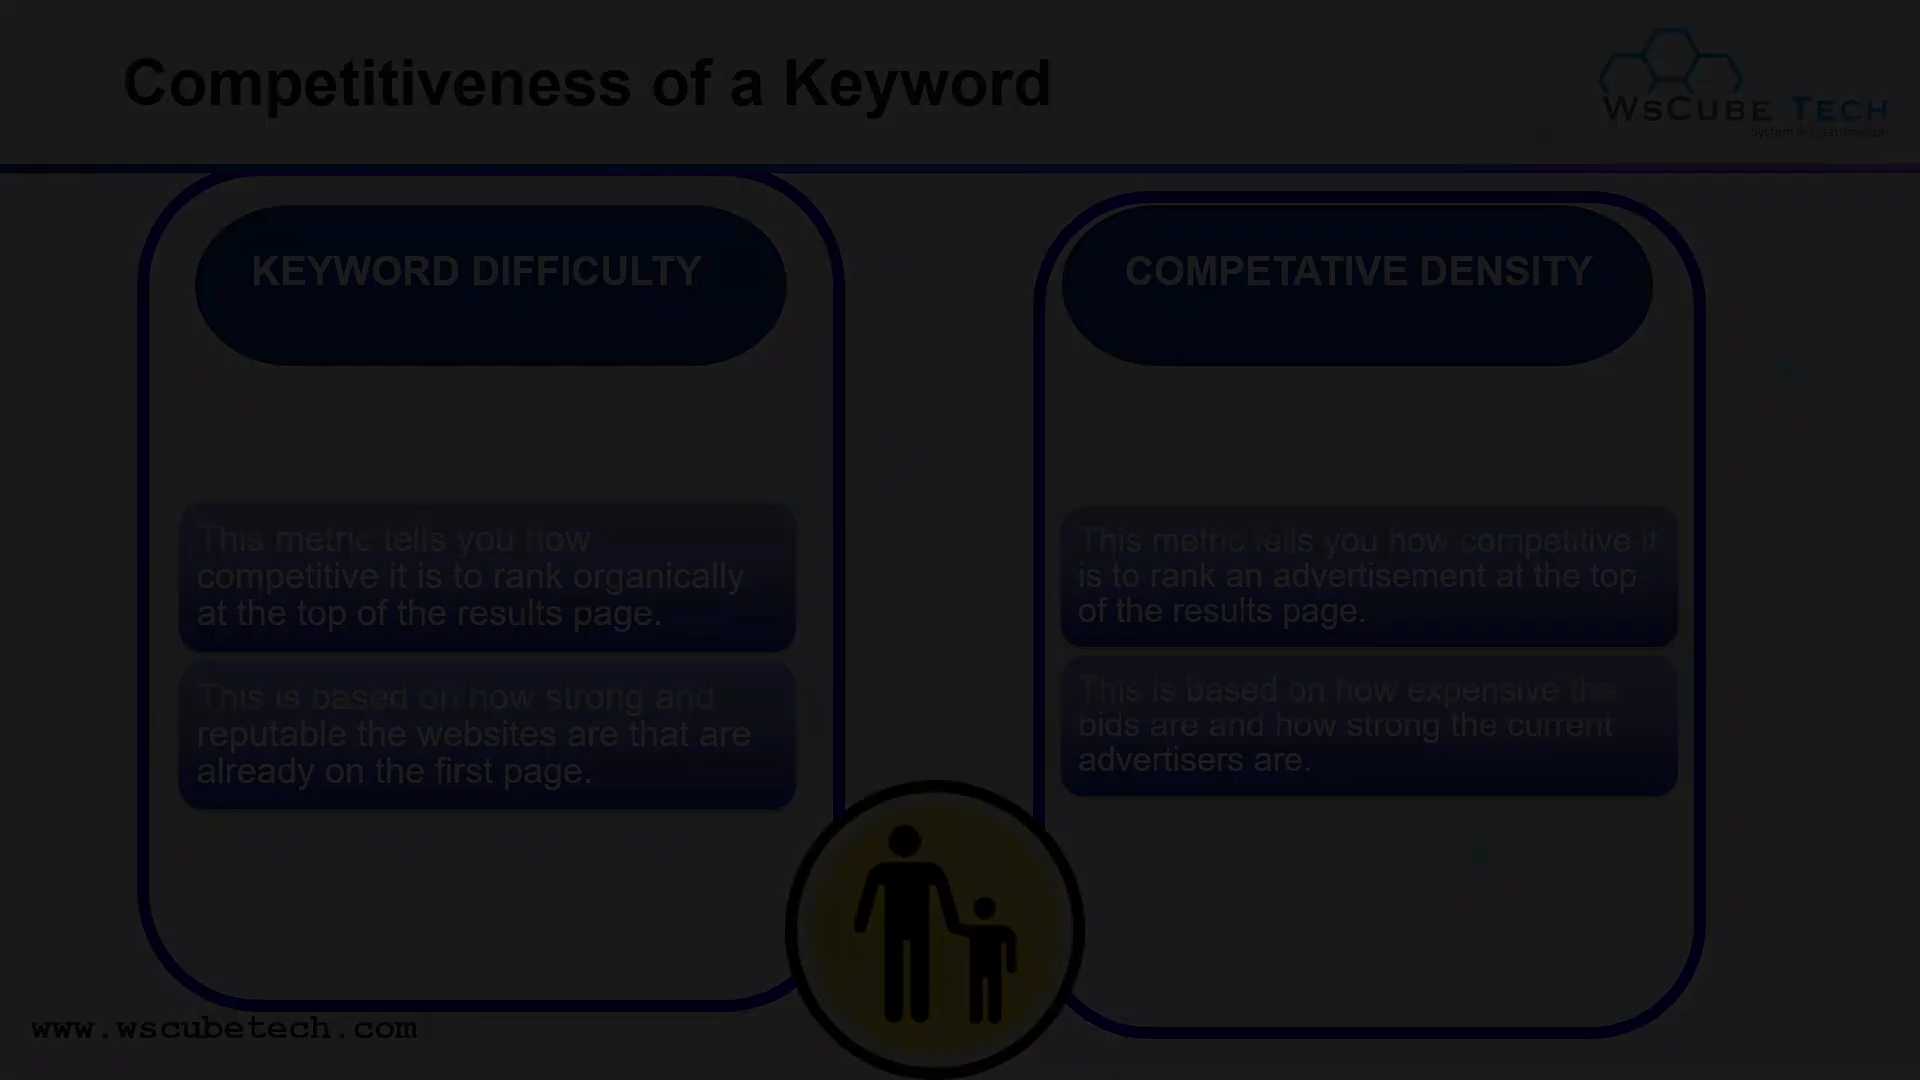 Competitiveness of a Keyword
WSCUBE TECH
KEYWORD DIFFICULTY
This metric tells you how
competitive it is to rank organically
at the top of the results page.
This is based on how strong and
reputable the websites are that are
already on the first page.
COMPETATIVE DENSITY
This metric tells you how competitive it
is to rank an advertisement at the top
of the results page.
This is based on how expensive the
bids are and how strong the current
advertisers are.
www.wscubetech.com